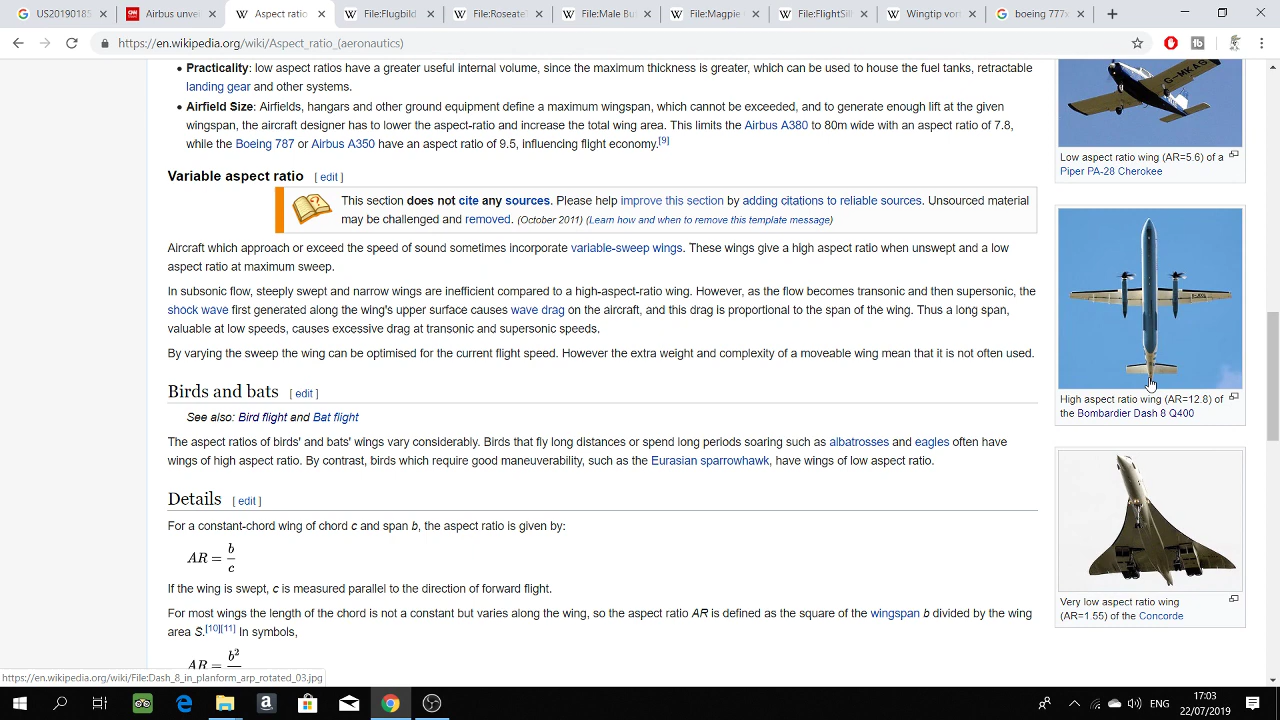 US20190185
Airbus unve
Aspect ratio
File:Flugbild
File:Roseate
File:Male Bu
File:Magpie
File:BrightSilh
Wingtip vort
boeing 777x
https://en.wikipedia.org/wiki/Aspect_ratio_(aeronautics)
Practicality: low aspect ratios have a greater useful internal volume, since the maximum thickness is greater, which can be used to house the fuel tanks, retractable
landing gear and other systems.
Airfield Size: Airfields, hangars and other ground equipment define a maximum wingspan, which cannot be exceeded, and to generate enough lift at the given
wingspan, the aircraft designer has to lower the aspect-ratio and increase the total wing area. This limits the Airbus A380 to 80m wide with an aspect ratio of 7.8,
while the Boeing 787 or Airbus A350 have an aspect ratio of 9.5, influencing flight economy.[9]
Variable aspect ratio [ edit ]
This section does not cite any sources. Please help improve this section by adding citations to reliable sources. Unsourced material
may be challenged and removed. (October 2011) (Learn how and when to remove this template message)
Aircraft which approach or exceed the speed of sound sometimes incorporate variable-sweep wings. These wings give a high aspect ratio when unswept and a low
aspect ratio at maximum sweep.
In subsonic flow, steeply swept and narrow wings are inefficient compared to a high-aspect-ratio wing. However, as the flow becomes transonic and then supersonic, the
shock wave first generated along the wing's upper surface causes wave drag on the aircraft, and this drag is proportional to the span of the wing. Thus a long span,
valuable at low speeds, causes excessive drag at transonic and supersonic speeds.
By varying the sweep the wing can be optimised for the current flight speed. However the extra weight and complexity of a moveable wing mean that it is not often used.
Birds and bats [ edit ]
See also: Bird flight and Bat flight
The aspect ratios of birds' and bats' wings vary considerably. Birds that fly long distances or spend long periods soaring such as albatrosses and eagles often have
wings of high aspect ratio. By contrast, birds which require good maneuverability, such as the Eurasian sparrowhawk, have wings of low aspect ratio.
Details [ edit ]
For a constant-chord wing of chord c and span b, the aspect ratio is given by:
AR = b/c
If the wing is swept, c is measured parallel to the direction of forward flight.
For most wings the length of the chord is not a constant but varies along the wing, so the aspect ratio AR is defined as the square of the wingspan b divided by the wing
area S.[10][11] In symbols,
AR = b²
G-MKAS
Low aspect ratio wing (AR=5.6) of a
Piper PA-28 Cherokee
High aspect ratio wing (AR=12.8) of
the Bombardier Dash 8 Q400
Very low aspect ratio wing
(AR=1.55) of the Concorde
https://en.wikipedia.org/wiki/File:Dash_8_in_planform_arp_rotated_03.jpg
ENG
17:03
22/07/2019